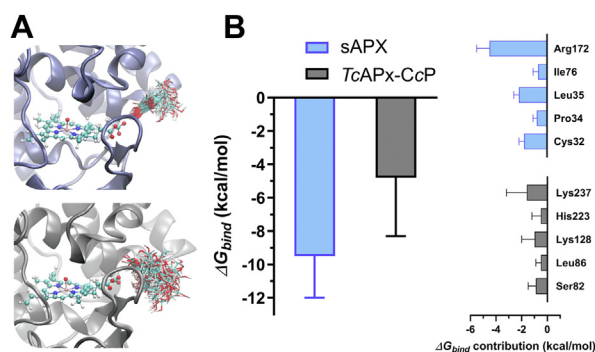 A
B
sAPX
TcAPx-CcP
0
-2
-4
-6
-8
-10
-12
ΔGbind (kcal/mol)
Arg172
Ile76
Leu35
Pro34
Cys32
Lys237
His223
Lys128
Leu86
Ser82
-6 -4 -2 0
ΔGbind contribution (kcal/mol)